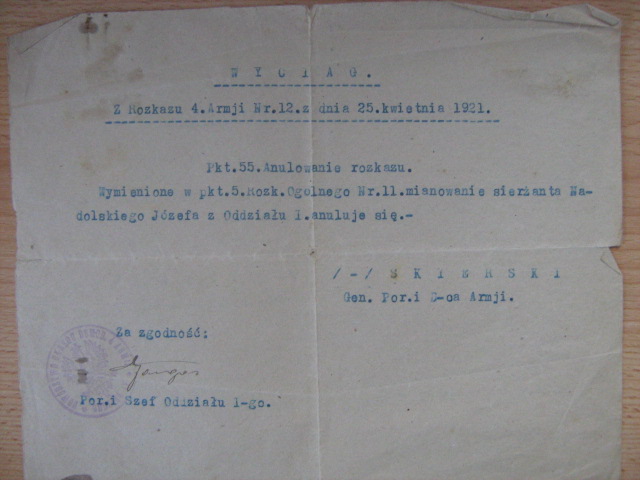 W Y C I Ą G .
Z Rozkazu 4.Armji Nr.12.z dnia 25.kwietnia 1921.
Pkt.55.Anulowanie rozkazu.
Wymienione w pkt.5.Rozk.Ogólnego Nr.11.mianowanie sierżanta Na-
dolskiego Józefa z Oddziału I.anuluje się.-
/-/ S K I E R S K I
Gen. Por.i D-ca Armji.
Za zgodność;
Por.i Szef Oddziału 1-go.